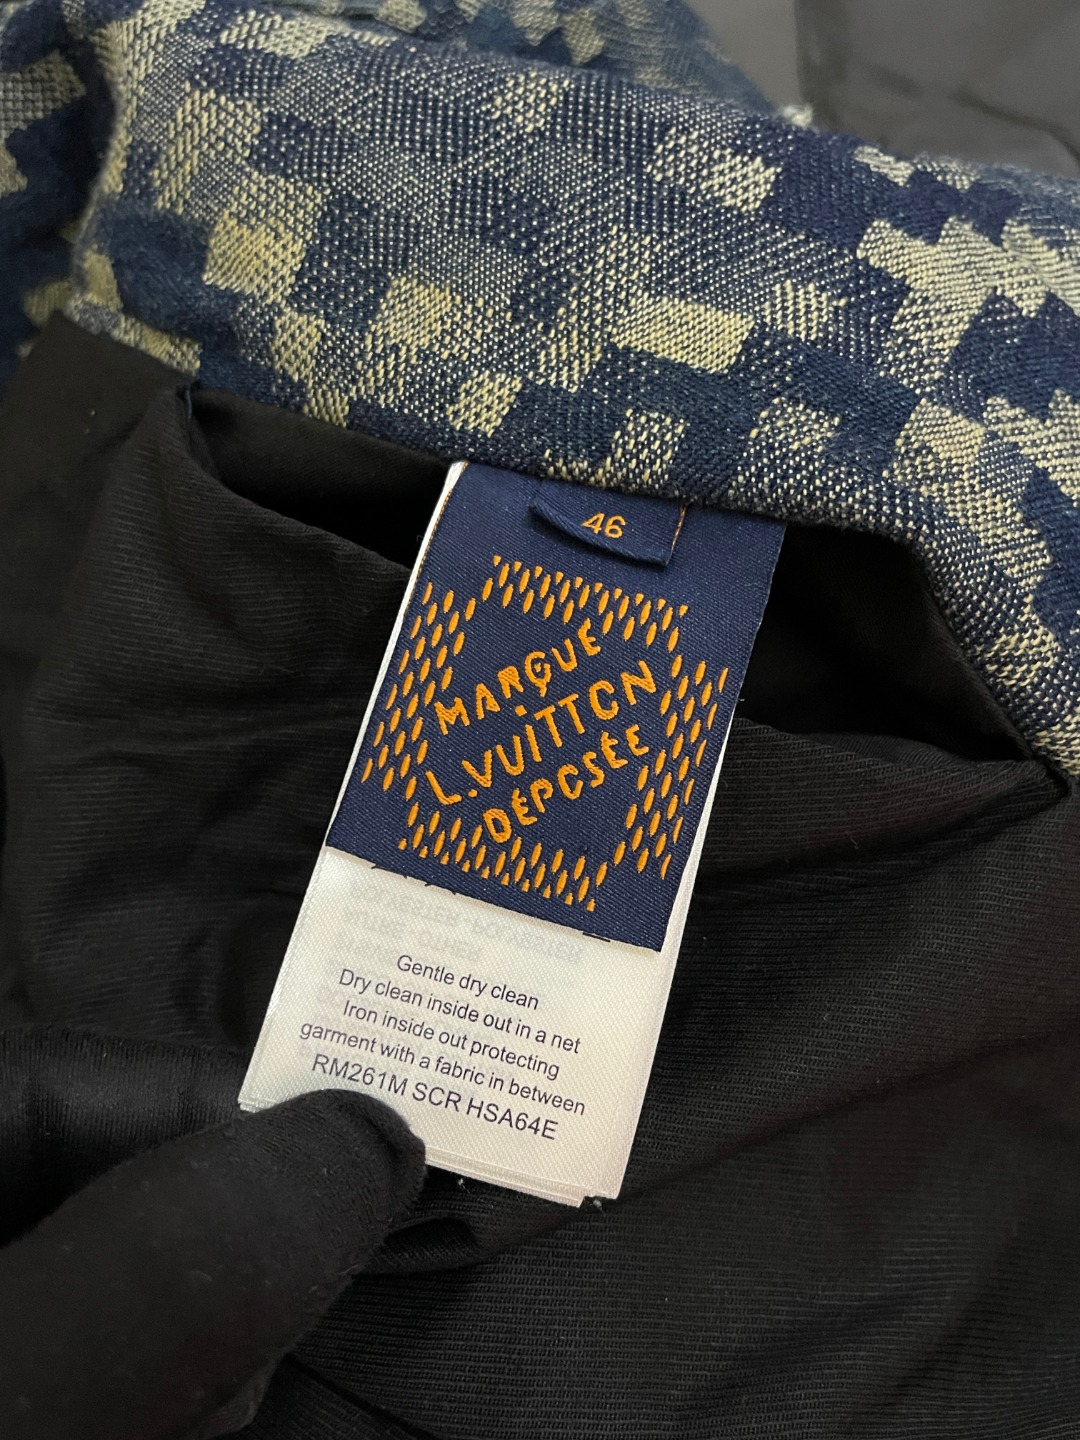 46
MARQUE
L.VUITTON
DÉPOSÉE
Gentle dry clean
Dry clean inside out in a net
Iron inside out protecting
garment with a fabric in between
RM261M SCR HSA64E